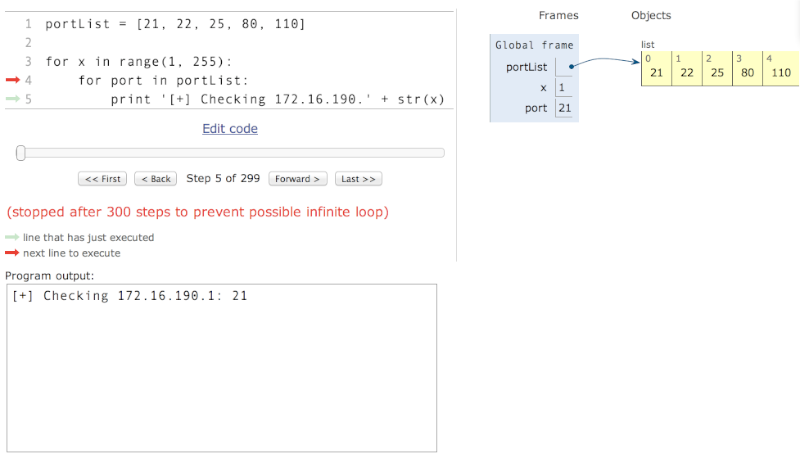 1 portList = [21, 22, 25, 80, 110]
2
3 for x in range(1, 255):
4 for port in portList:
5 print '[+] Checking 172.16.190.' + str(x)
Edit code
<< First < Back Step 5 of 299 Forward > Last >>
(stopped after 300 steps to prevent possible infinite loop)
line that has just executed
next line to execute
Program output:
[+] Checking 172.16.190.1: 21
Frames Objects
Global frame
portList
x 1
port 21
list
0 1 2 3 4
21 22 25 80 110